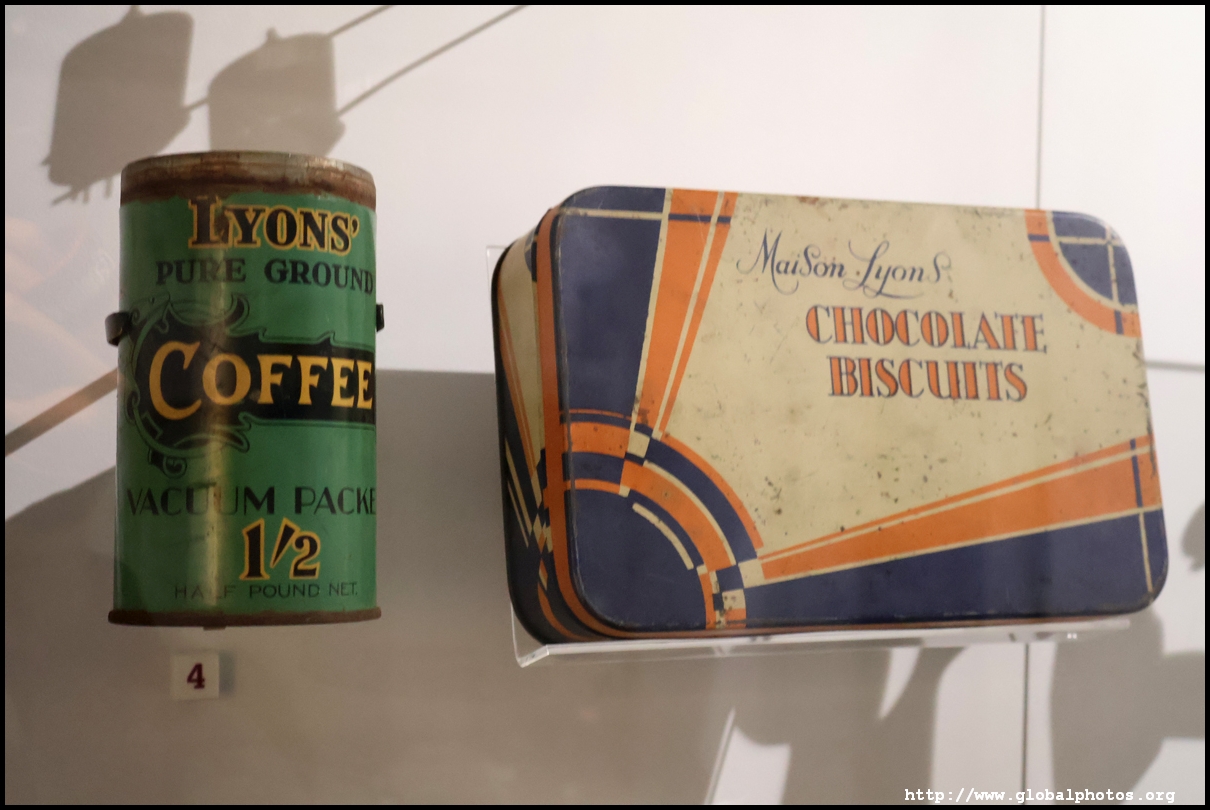 LYONS'
PURE GROUND
COFFEE
VACUUM PACKE
1/2
HALF POUND NET.
4
Maison Lyons
CHOCOLATE
BISCUITS
http://www.globalphotos.org